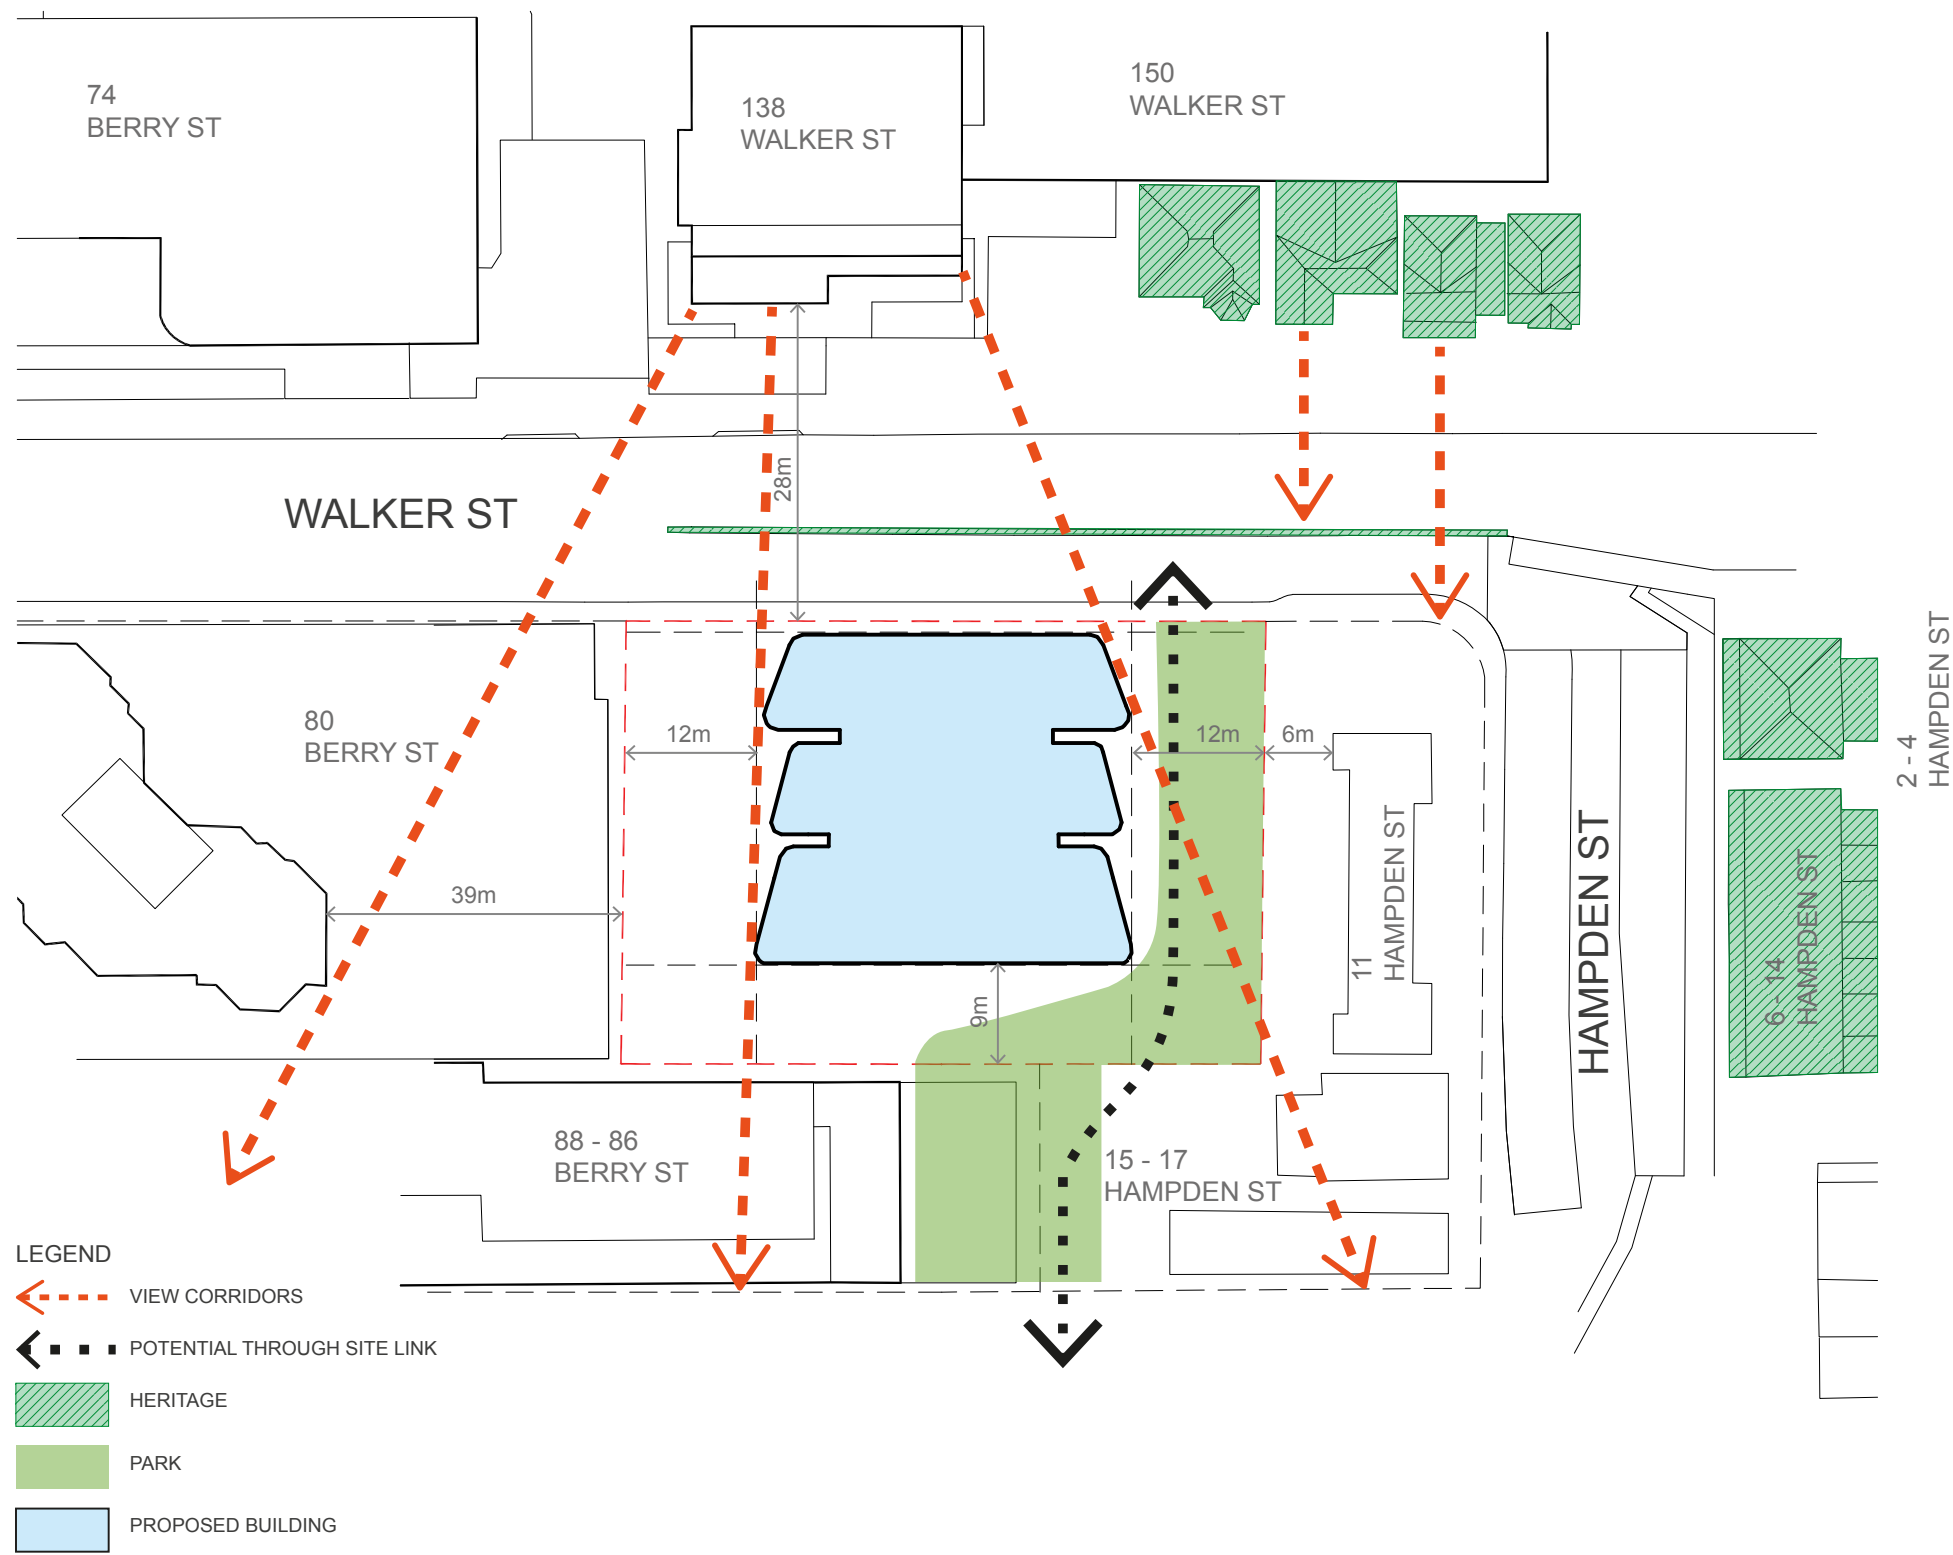 74
BERRY ST
138
WALKER ST
150
WALKER ST
28m
WALKER ST
80
BERRY ST
12m
12m
6m
39m
9m
11
HAMPDEN ST
HAMPDEN ST
2 - 4
HAMPDEN ST
6 - 14
HAMPDEN ST
88 - 86
BERRY ST
15 - 17
HAMPDEN ST
LEGEND
VIEW CORRIDORS
POTENTIAL THROUGH SITE LINK
HERITAGE
PARK
PROPOSED BUILDING